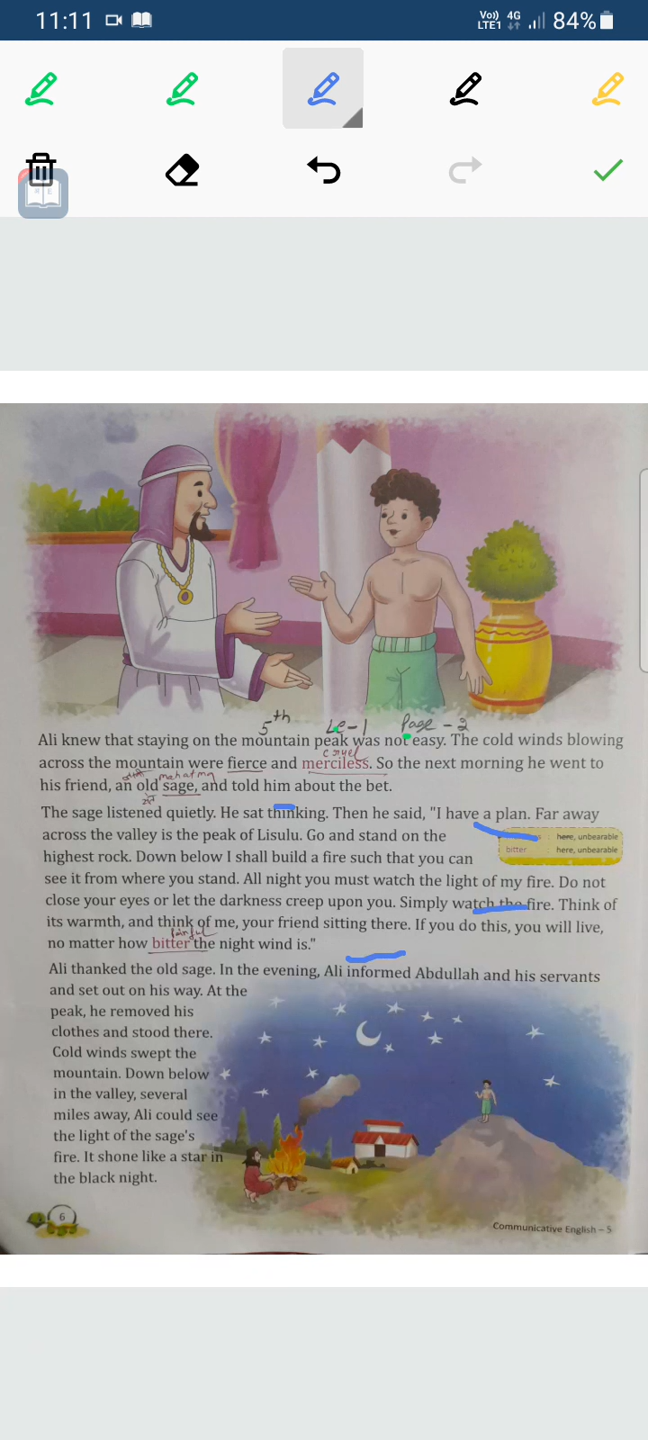 11:11
Vo)) 4G
LTE1
84%
5th Le-1 Page - 2
Ali knew that staying on the mountain peak was not easy. The cold winds blowing
cruel
across the mountain were fierce and merciless. So the next morning he went to
mahatma
his friend, an old sage, and told him about the bet.
The sage listened quietly. He sat thinking. Then he said, "I have a plan. Far away
across the valley is the peak of Lisulu. Go and stand on the
here, unbearable
highest rock. Down below I shall build a fire such that you can
bitter : here, unbearable
see it from where you stand. All night you must watch the light of my fire. Do not
close your eyes or let the darkness creep upon you. Simply watch the fire. Think of
its warmth, and think of me, your friend sitting there. If you do this, you will live,
painful
no matter how bitter the night wind is."
Ali thanked the old sage. In the evening, Ali informed Abdullah and his servants
and set out on his way. At the
peak, he removed his
clothes and stood there.
Cold winds swept the
mountain. Down below
in the valley, several
miles away, Ali could see
the light of the sage's
fire. It shone like a star in
the black night.
6
Communicative English – 5